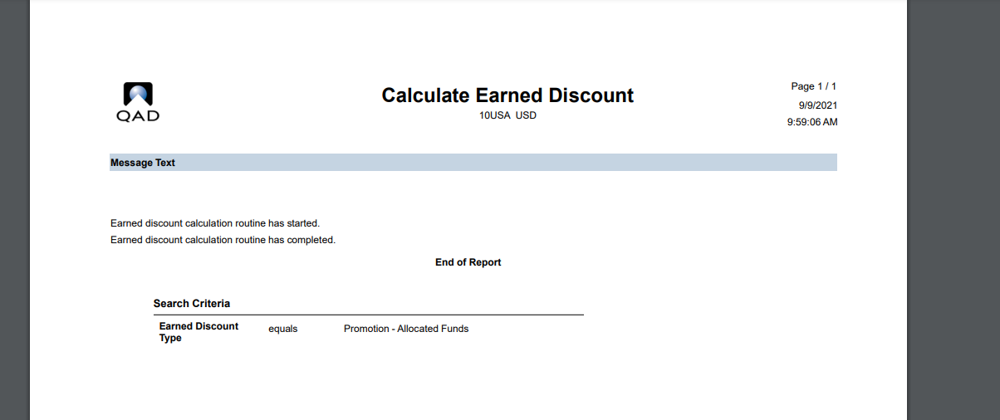 QAD
Calculate Earned Discount
10USA USD
Page 1 / 1
9/9/2021
9:59:06 AM
Message Text
Earned discount calculation routine has started.
Earned discount calculation routine has completed.
End of Report
Search Criteria
Earned Discount Type equals Promotion - Allocated Funds